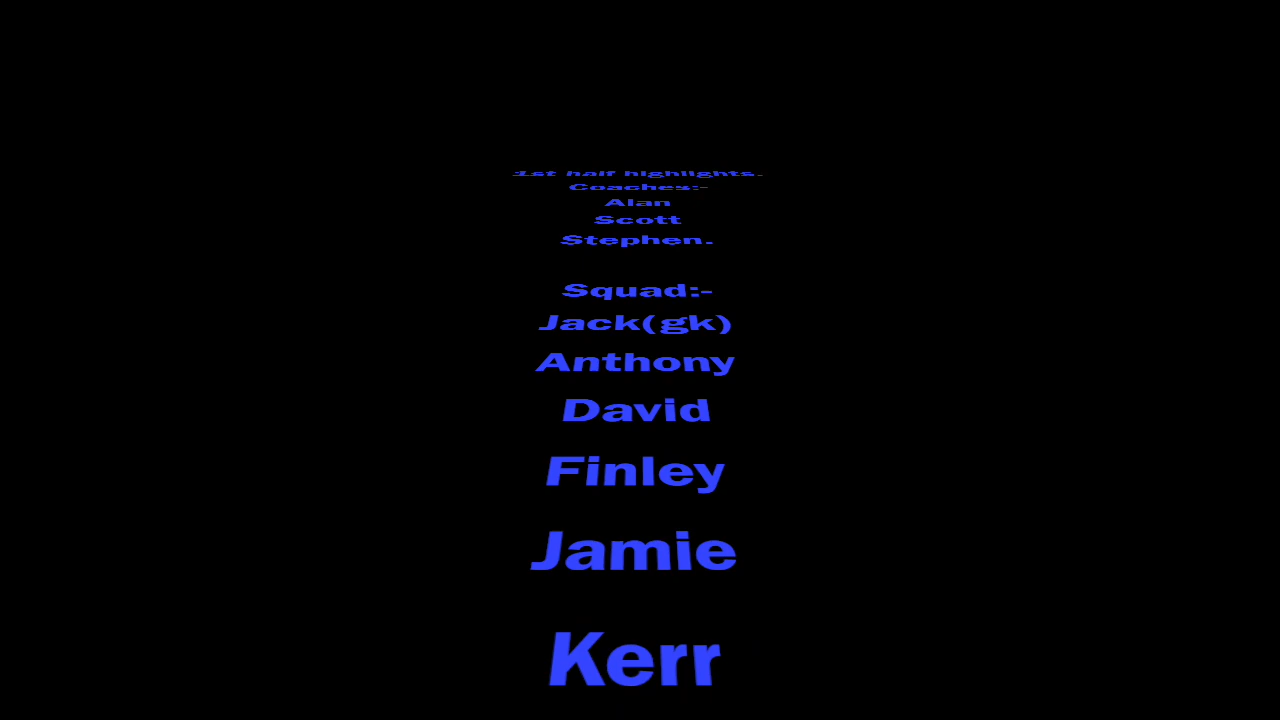 1st half highlights.
Coaches:-
Alan
Scott
Stephen.
Squad:-
Jack(gk)
Anthony
David
Finley
Jamie
Kerr